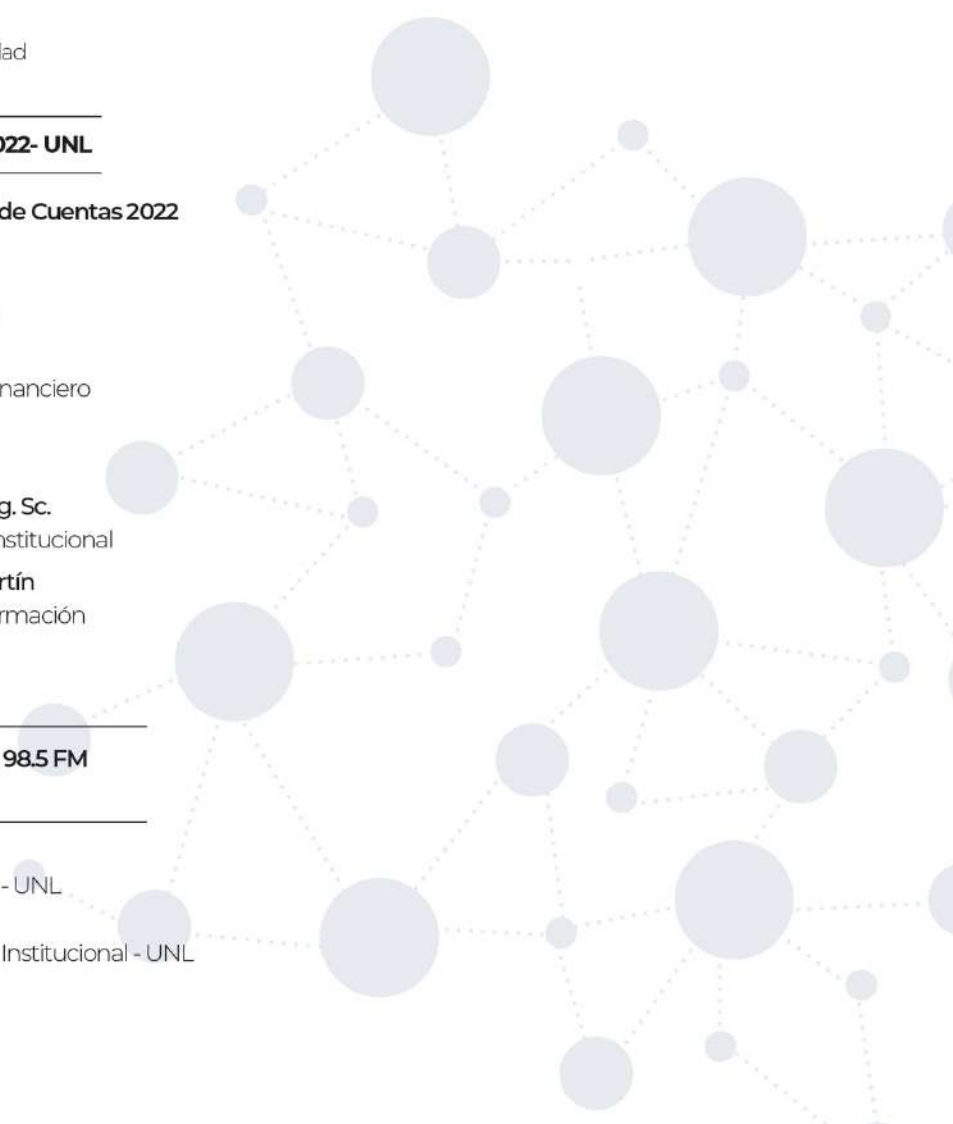 dad
022- UNL
de Cuentas 2022
nanciero
g. Sc.
nstitucional
rtín
rmación
98.5 FM
- UNL
Institucional - UNL